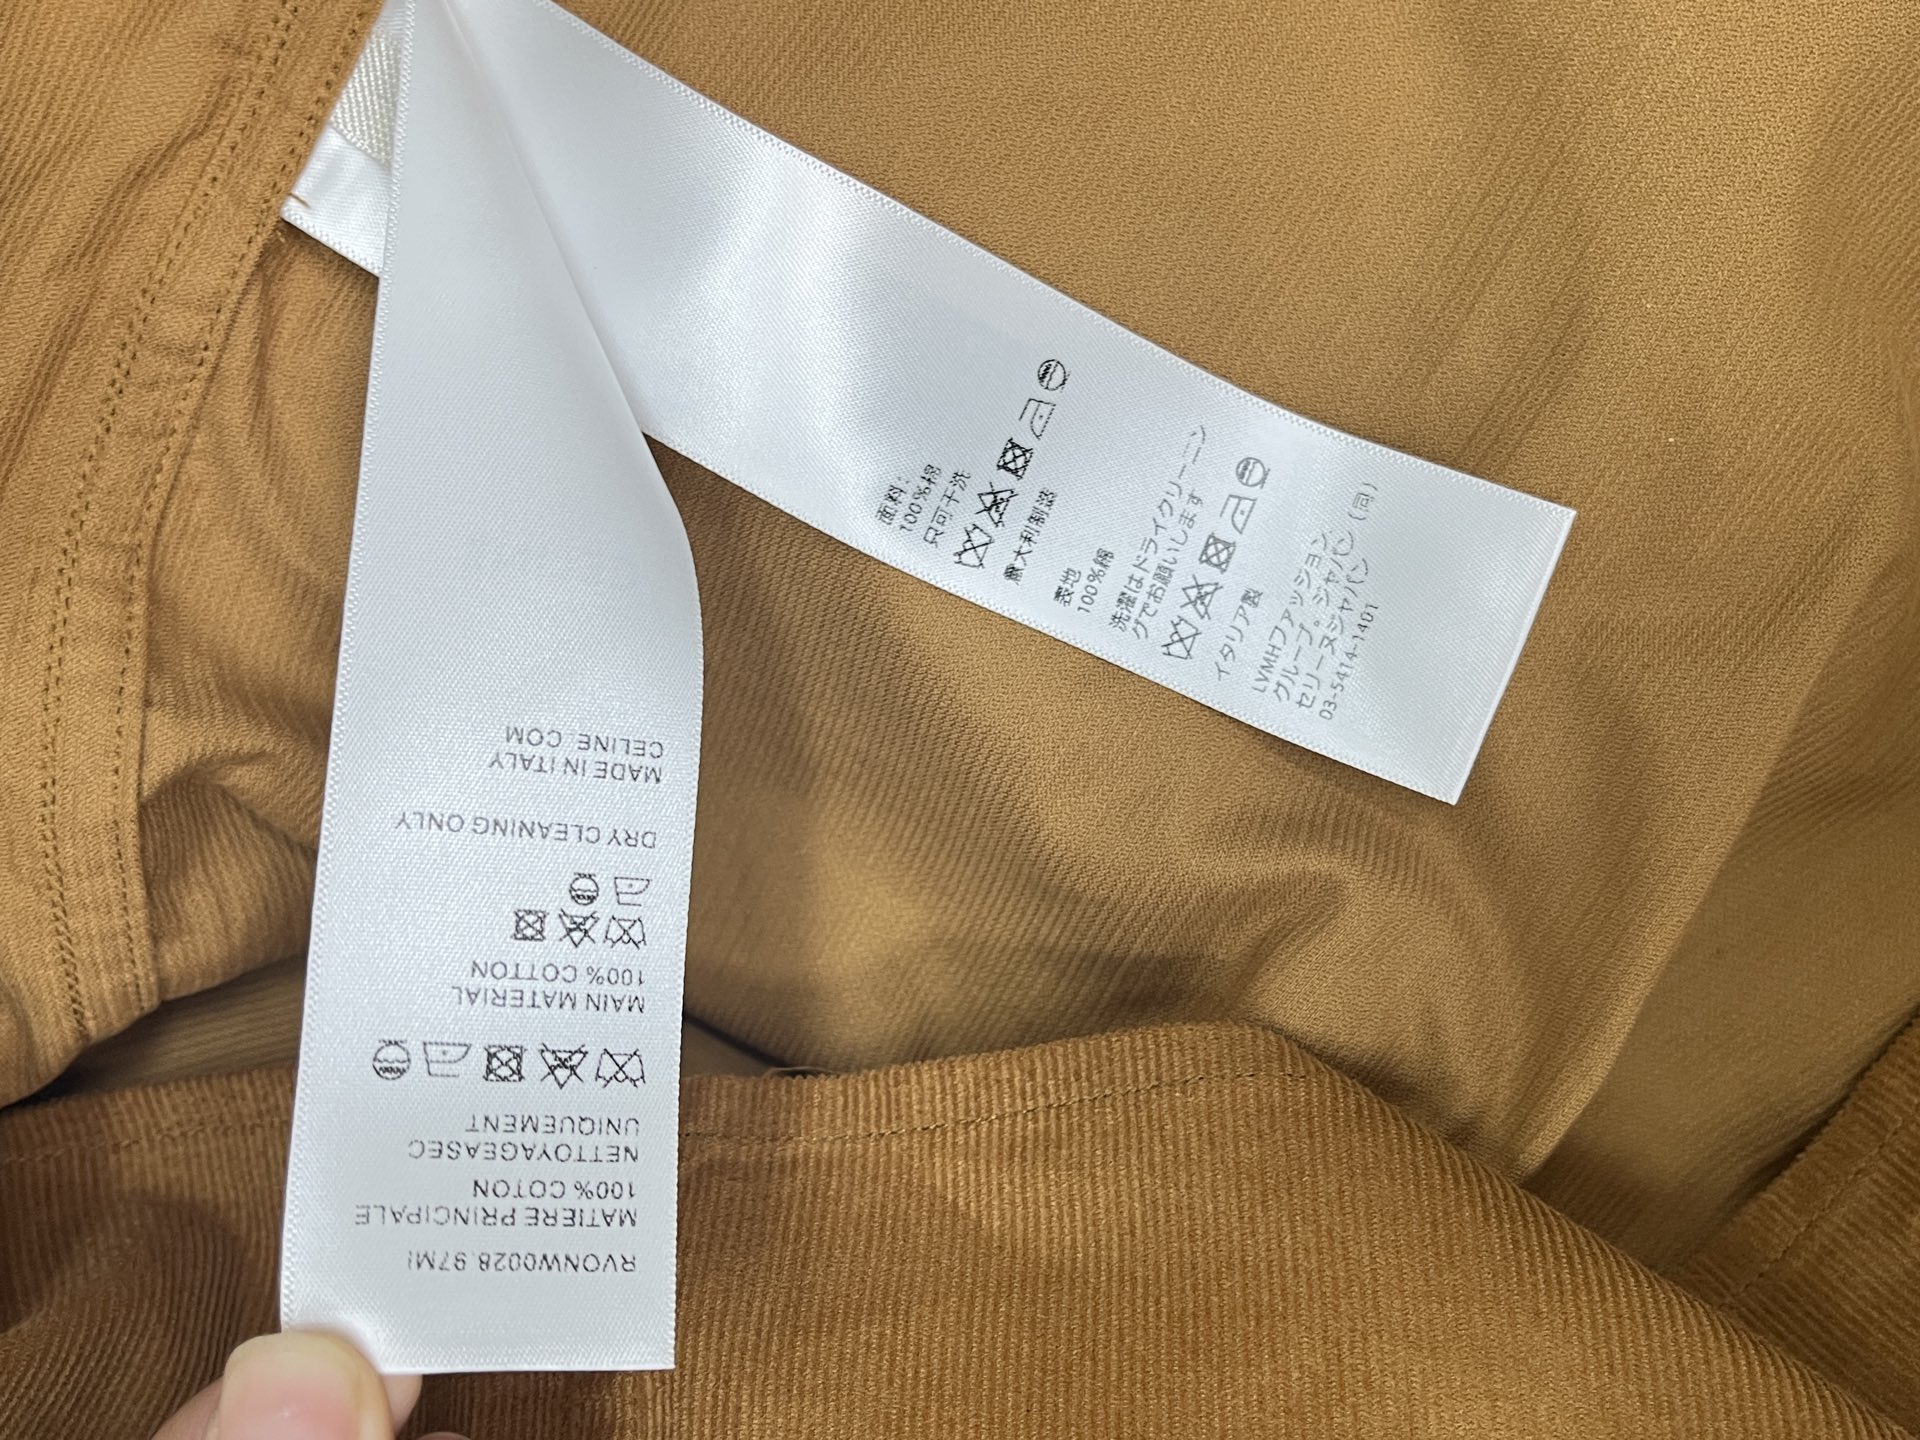 RVONW0028.97M!
MATIERE PRINCIPALE
100% COTON
NETTOYAGEASEC
UNIQUEMENT
MAIN MATERIAL
100% COTTON
DRY CLEANING ONLY
MADE IN ITALY
CELINE COM
面料:
100%棉
只可干洗
意大利制造
表地
100%綿
洗濯はドライクリーニン
グでお願いします
イタリア製
LVMHファッション.
グループ.ジャパン(同)
セリーヌジャパン
03-5414-1401